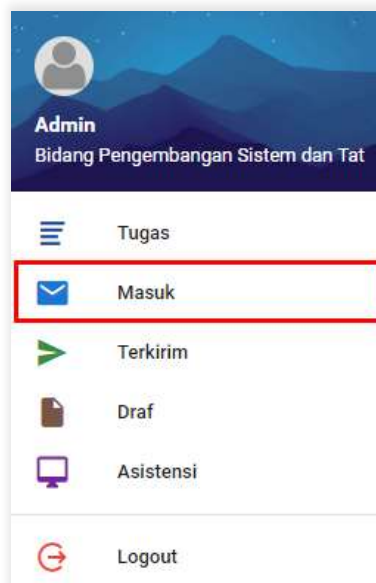 Admin
Bidang Pengembangan Sistem dan Tat
Tugas
Masuk
Terkirim
Draf
Asistensi
Logout